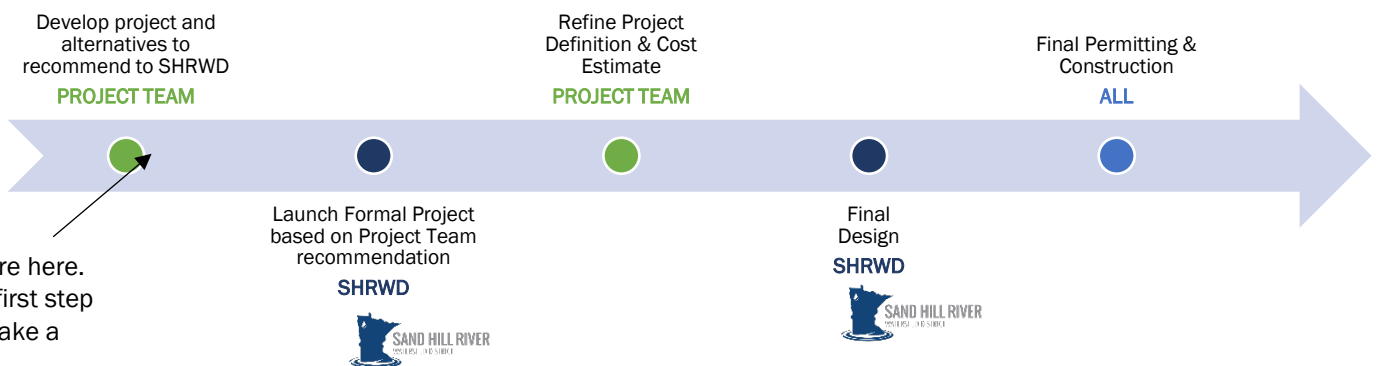 Develop project and
alternatives to
recommend to SHRWD
PROJECT TEAM
Refine Project
Definition & Cost
Estimate
PROJECT TEAM
Final Permitting &
Construction
ALL
Launch Formal Project
based on Project Team
recommendation
SHRWD
SAND HILL RIVER
Final
Design
SHRWD
SAND HILL RIVER
re here.
first step
ake a